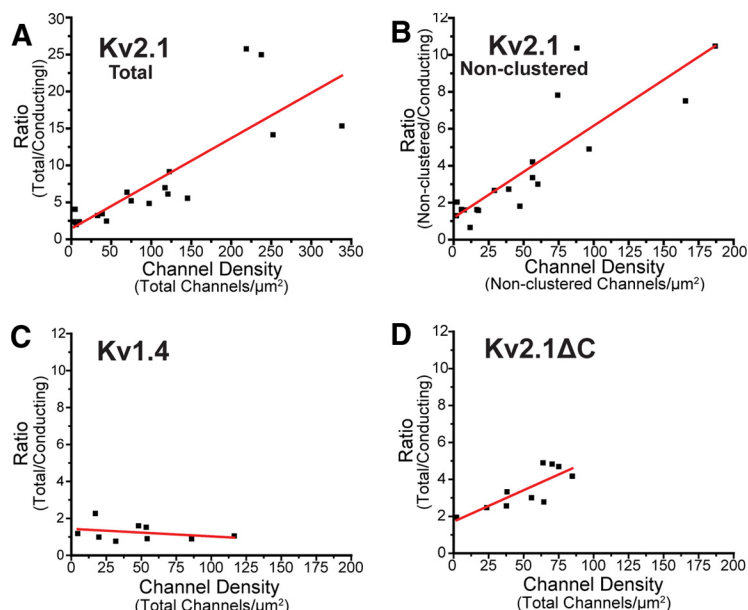 A
Kv2.1
Total
Ratio
(Total/Conductingl)
30
25
20
15
10
5
0
0 50 100 150 200 250 300 350
Channel Density
(Total Channels/µm²)
B
Kv2.1
Non-clustered
Ratio
(Non-clustered/Conducting)
12
10
8
6
4
2
0
0 25 50 75 100 125 150 175 200
Channel Density
(Non-clustered Channels/µm²)
C
Kv1.4
Ratio
(Total/Conducting)
12
10
8
6
4
2
0
0 25 50 75 100 125 150 175 200
Channel Density
(Total Channels/µm²)
D
Kv2.1ΔC
Ratio
(Total/Conducting)
12
10
8
6
4
2
0
0 25 50 75 100 125 150 175 200
Channel Density
(Total Channels/µm²)